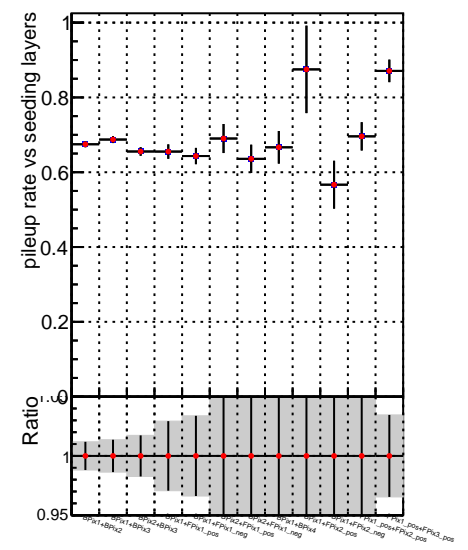 pileup rate vs seeding layers
1
0.8
0.6
0.4
0.2
Ratio
1
0.95
BPix1+BPix2
BPix1+BPix3
BPix2+BPix3
BPix1+FPix1_pos
BPix1+FPix1_neg
BPix2+FPix1_pos
BPix2+FPix1_neg
BPix1+BPix4
BPix1+FPix2_pos
BPix1+FPix2_neg
FPix1_pos+FPix2_pos
FPix1_pos+FPix3_pos